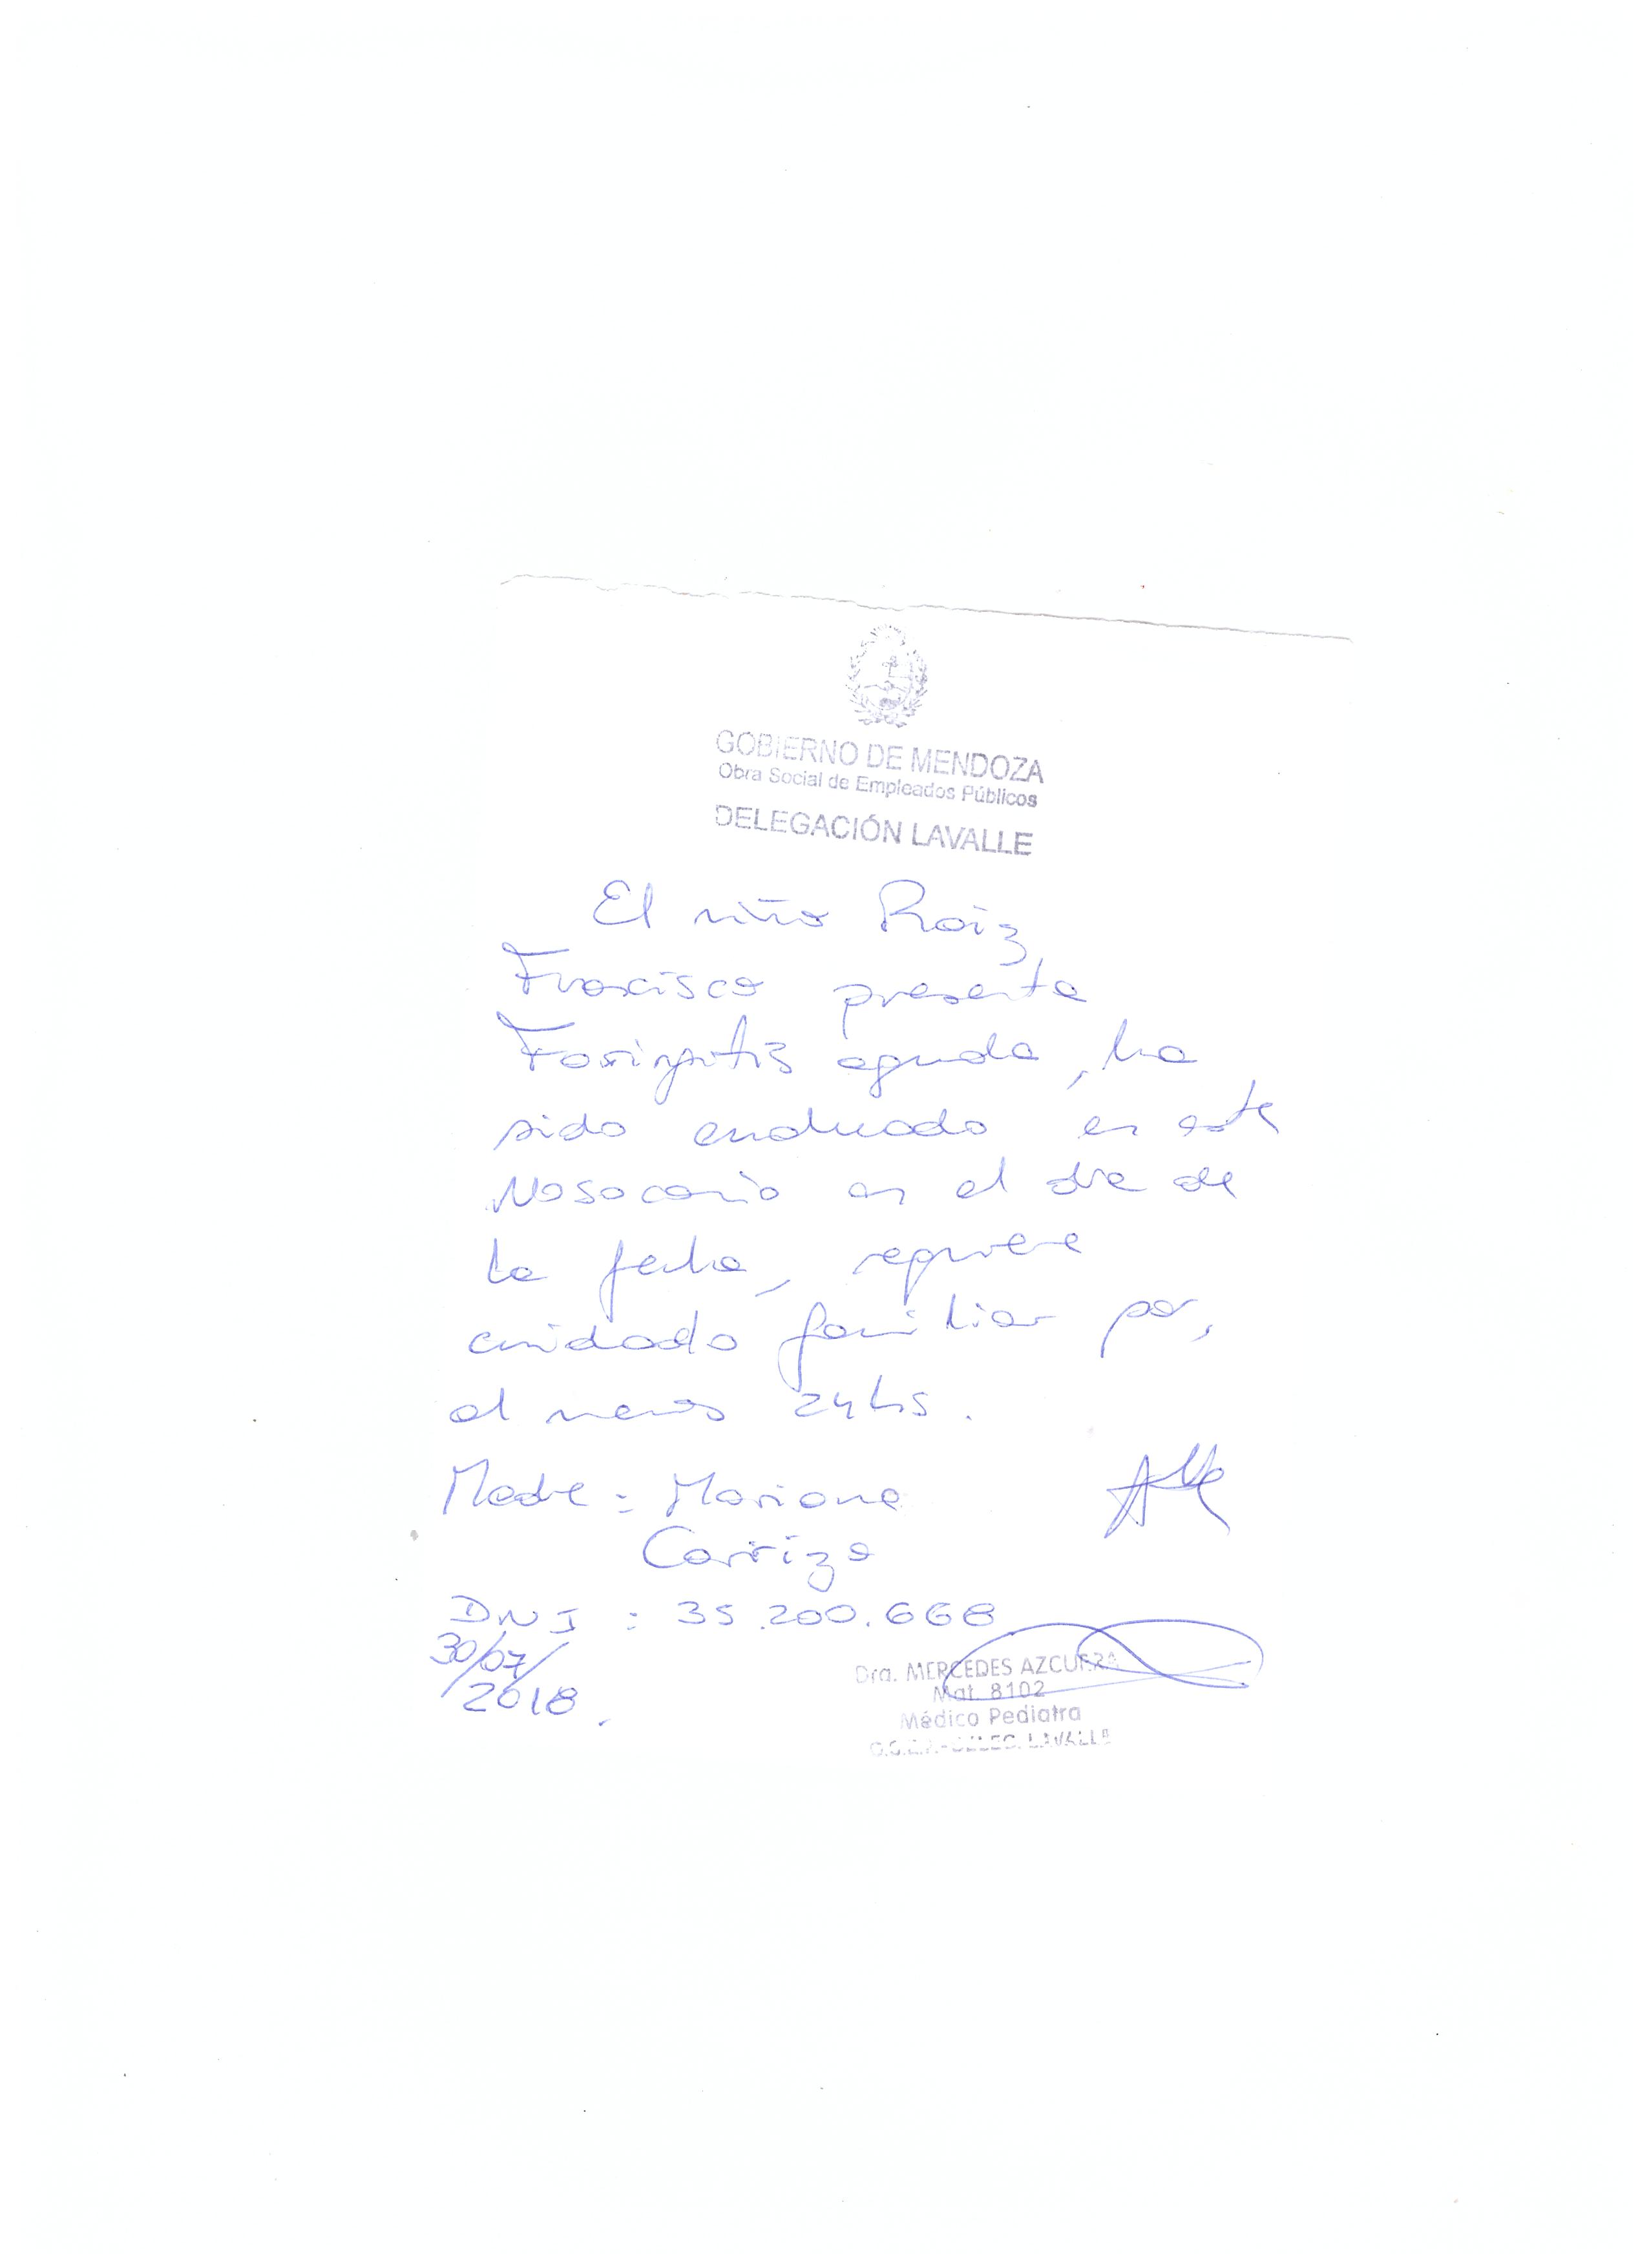 GOBIERNO DE MENDOZA
Obra Social de Empleados Públicos
DELEGACIÓN LAVALLE
El niño Roiz,
Francisco presenta
Faringitis aguda, ha
sido evaluado en este
Nosocomio en el día de
la fecha, requiere
cuidado familiar por,
al menos 24hs.
Madre: Mariana
Carrizo
DNI: 35.200.668
30/07/
2018.
Dra. MERCEDES AZCURRA
Mat. 8102
Médico Pediatra
LAVALLE